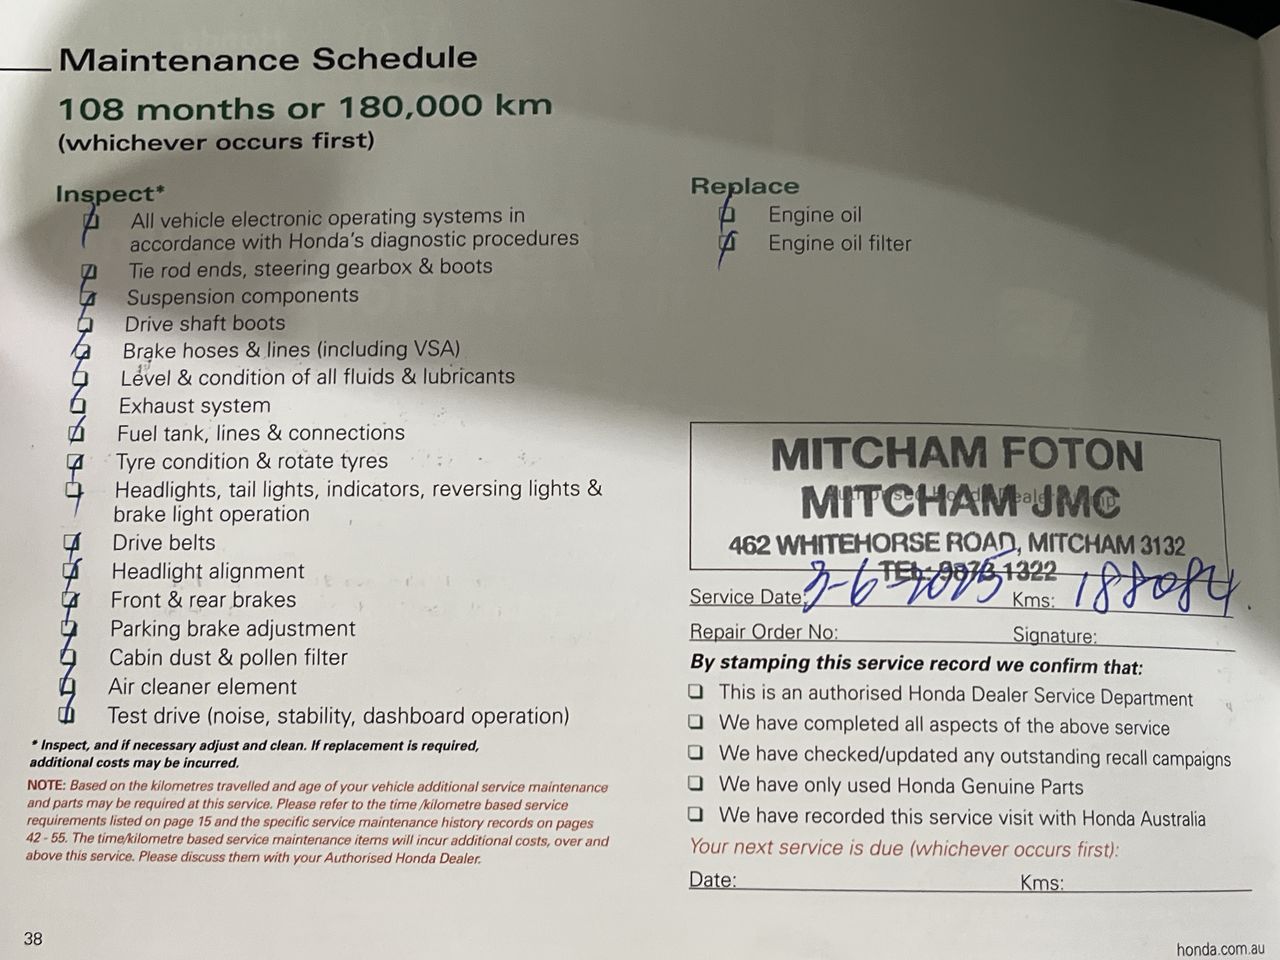 Maintenance Schedule
108 months or 180,000 km
(whichever occurs first)
Inspect*
All vehicle electronic operating systems in
accordance with Honda's diagnostic procedures
Tie rod ends, steering gearbox & boots
Suspension components
Drive shaft boots
Brake hoses & lines (including VSA)
Level & condition of all fluids & lubricants
Exhaust system
Fuel tank, lines & connections
Tyre condition & rotate tyres
Headlights, tail lights, indicators, reversing lights &
brake light operation
Drive belts
Headlight alignment
Front & rear brakes
Parking brake adjustment
Cabin dust & pollen filter
Air cleaner element
Test drive (noise, stability, dashboard operation)
* Inspect, and if necessary adjust and clean. If replacement is required,
additional costs may be incurred.
NOTE: Based on the kilometres travelled and age of your vehicle additional service maintenance
and parts may be required at this service. Please refer to the time /kilometre based service
requirements listed on page 15 and the specific service maintenance history records on pages
42 - 55. The time/kilometre based service maintenance items will incur additional costs, over and
above this service. Please discuss them with your Authorised Honda Dealer.
38
Replace
Engine oil
Engine oil filter
MITCHAM FOTON
MITCHAM JMC
462 WHITEHORSE ROAD, MITCHAM 3132
TEL: 9873 1322
Service Date: 3-6-2025 Kms: 188084
Repair Order No: Signature:
By stamping this service record we confirm that:
This is an authorised Honda Dealer Service Department
We have completed all aspects of the above service
We have checked/updated any outstanding recall campaigns
We have only used Honda Genuine Parts
We have recorded this service visit with Honda Australia
Your next service is due (whichever occurs first):
Date: Kms:
honda.com.au